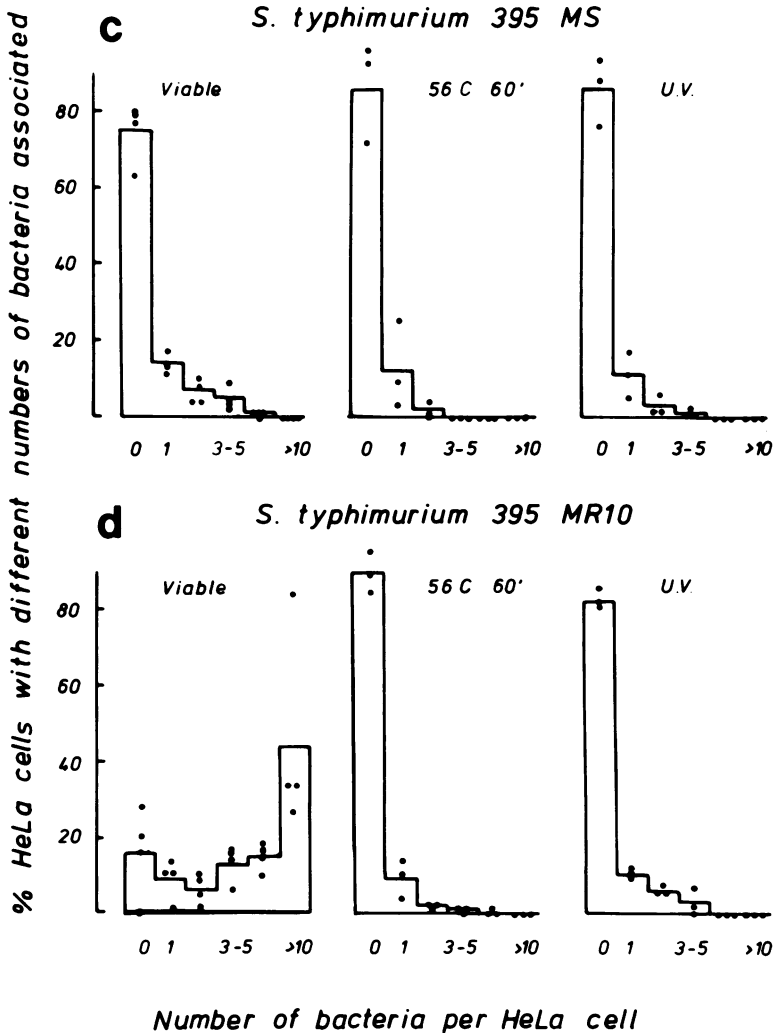 c
S. typhimurium 395 MS
Viable
56 C 60'
U.V.
80
60
40
20
0 1 3-5 >10
0 1 3-5 >10
0 1 3-5 >10
d
S. typhimurium 395 MR10
Viable
56 C 60'
U.V.
80
60
40
20
0 1 3-5 >10
0 1 3-5 >10
0 1 3-5 >10
% HeLa cells with different numbers of bacteria associated
Number of bacteria per HeLa cell